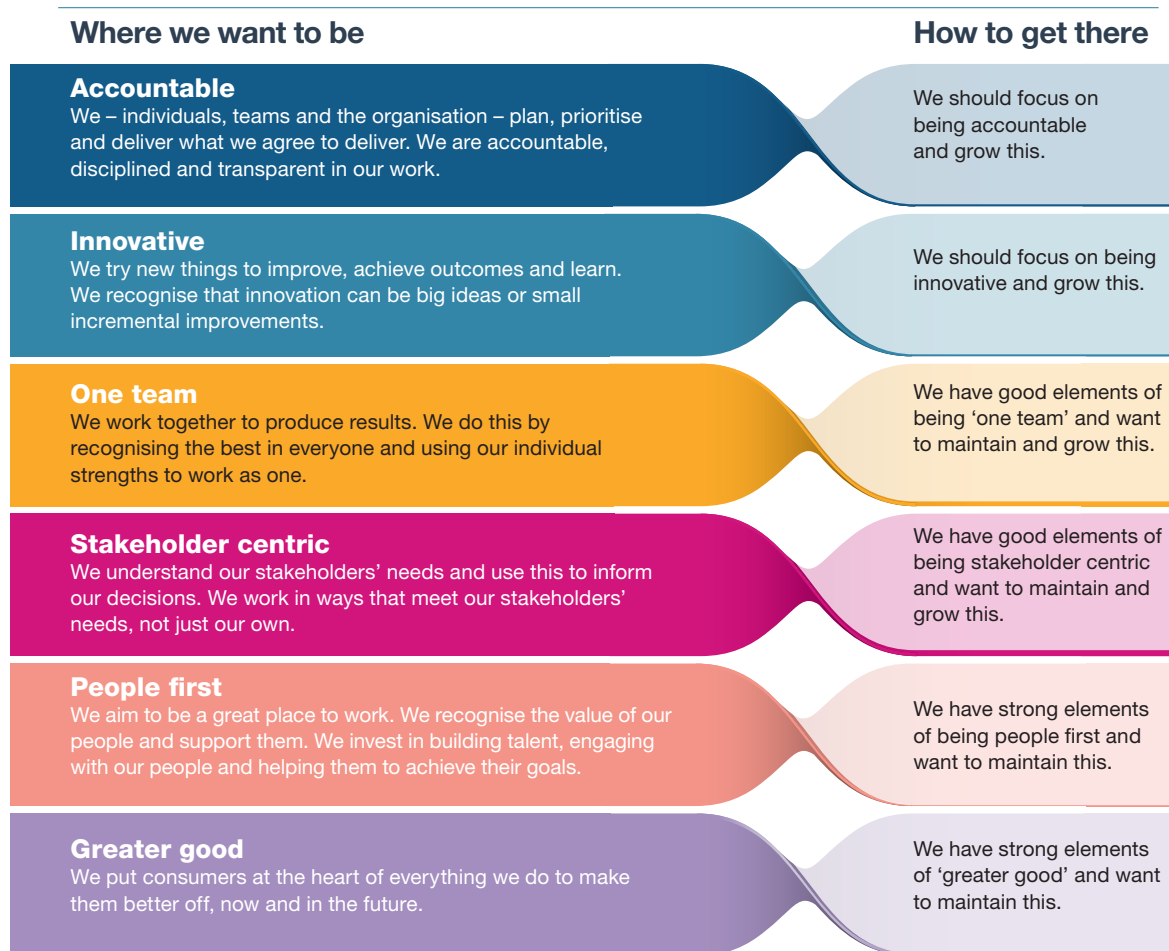 Where we want to be
How to get there
Accountable
We – individuals, teams and the organisation – plan, prioritise
and deliver what we agree to deliver. We are accountable,
disciplined and transparent in our work.
We should focus on
being accountable
and grow this.
Innovative
We try new things to improve, achieve outcomes and learn.
We recognise that innovation can be big ideas or small
incremental improvements.
We should focus on being
innovative and grow this.
One team
We work together to produce results. We do this by
recognising the best in everyone and using our individual
strengths to work as one.
We have good elements of
being ‘one team’ and want
to maintain and grow this.
Stakeholder centric
We understand our stakeholders’ needs and use this to inform
our decisions. We work in ways that meet our stakeholders’
needs, not just our own.
We have good elements of
being stakeholder centric
and want to maintain and
grow this.
People first
We aim to be a great place to work. We recognise the value of our
people and support them. We invest in building talent, engaging
with our people and helping them to achieve their goals.
We have strong elements
of being people first and
want to maintain this.
Greater good
We put consumers at the heart of everything we do to make
them better off, now and in the future.
We have strong elements
of ‘greater good’ and want
to maintain this.